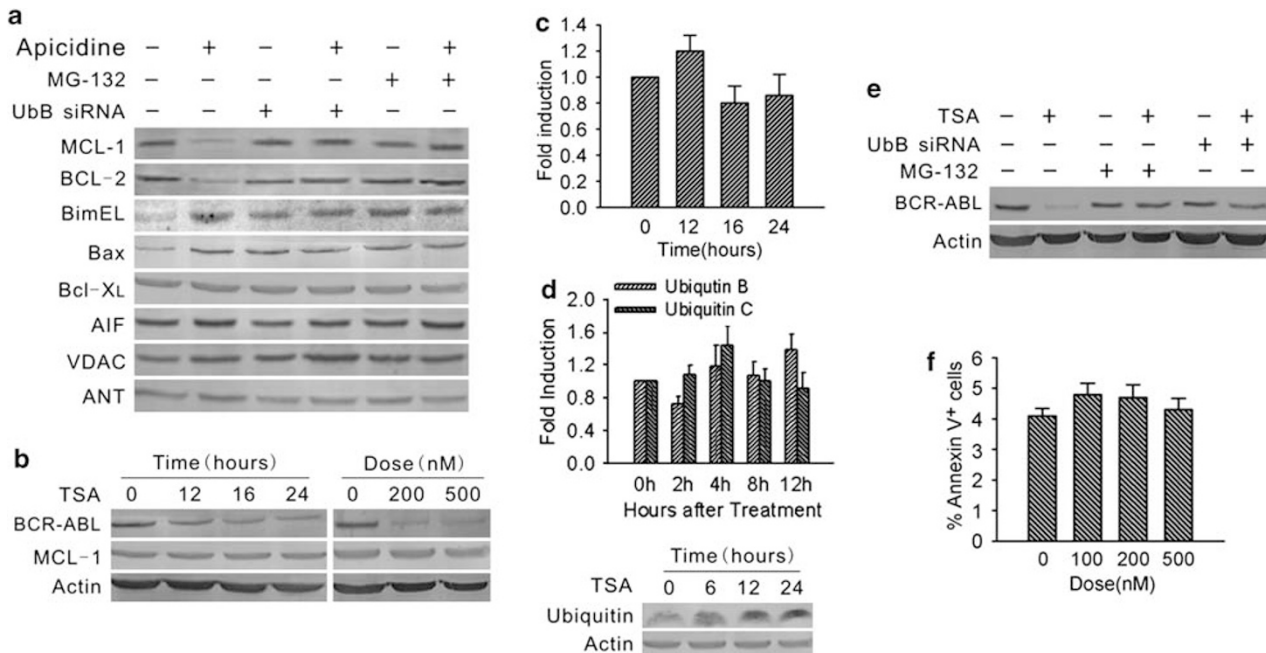 a
Apicidine − + − + − +
MG-132 − − − − + +
UbB siRNA − − + + − −
MCL-1
BCL-2
BimEL
Bax
Bcl-XL
AIF
VDAC
ANT
b
Time(hours) Dose(nM)
TSA 0 12 16 24 0 200 500
BCR-ABL
MCL-1
Actin
c
Fold induction
1.4
1.2
1.0
0.8
0.6
0.4
0.2
0.0
0 12 16 24
Time(hours)
d
Ubiqutin B
Ubiquitin C
Fold Induction
2.0
1.6
1.2
0.8
0.4
0.0
0h 2h 4h 8h 12h
Hours after Treatment
Time(hours)
TSA 0 6 12 24
Ubiquitin
Actin
e
TSA − + − + − +
UbB siRNA − − − − + +
MG-132 − − + + − −
BCR-ABL
Actin
f
% Annexin V+ cells
6
5
4
3
2
1
0
0 100 200 500
Dose(nM)